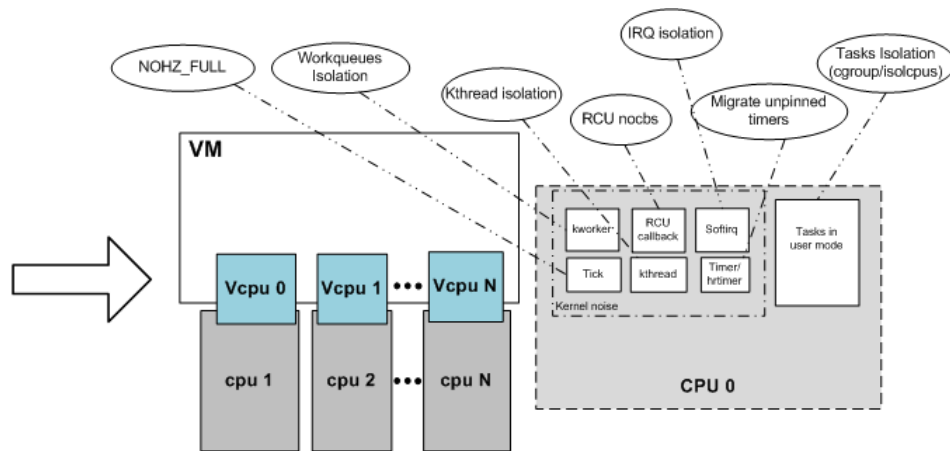 IRQ isolation
Tasks Isolation
(cgroup/isolcpus)
Workqueues
Isolation
NOHZ_FULL
Kthread isolation
Migrate unpinned
timers
RCU nocbs
VM
kworker
RCU
callback
Softirq
Tasks in
user mode
Tick
kthread
Timer/
hrtimer
Kernel noise
Vcpu 0
Vcpu 1
•••
Vcpu N
cpu 1
cpu 2
•••
cpu N
CPU 0